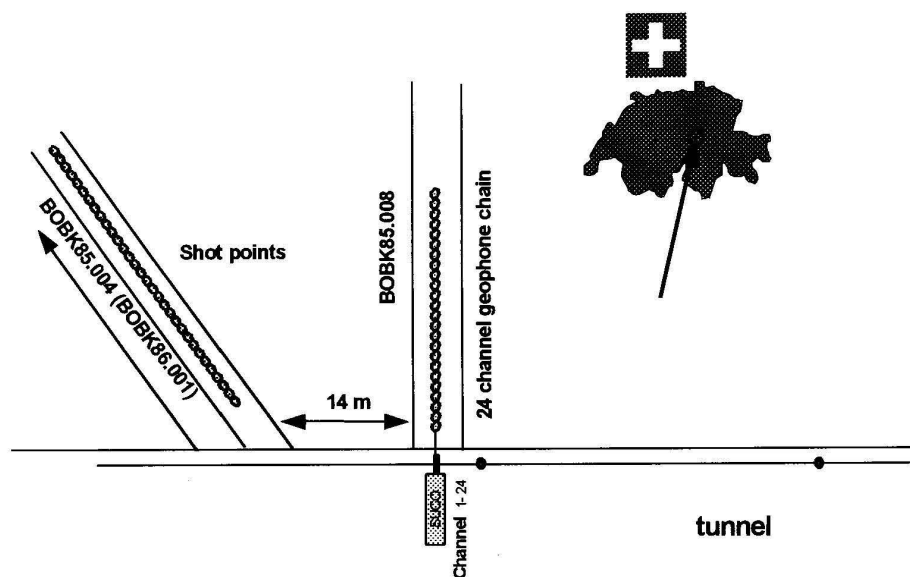 BOBK85.004 (BOBK86.001)
Shot points
14 m
BOBK85.008
24 channel geophone chain
SUCO
Channel 1- 24
tunnel